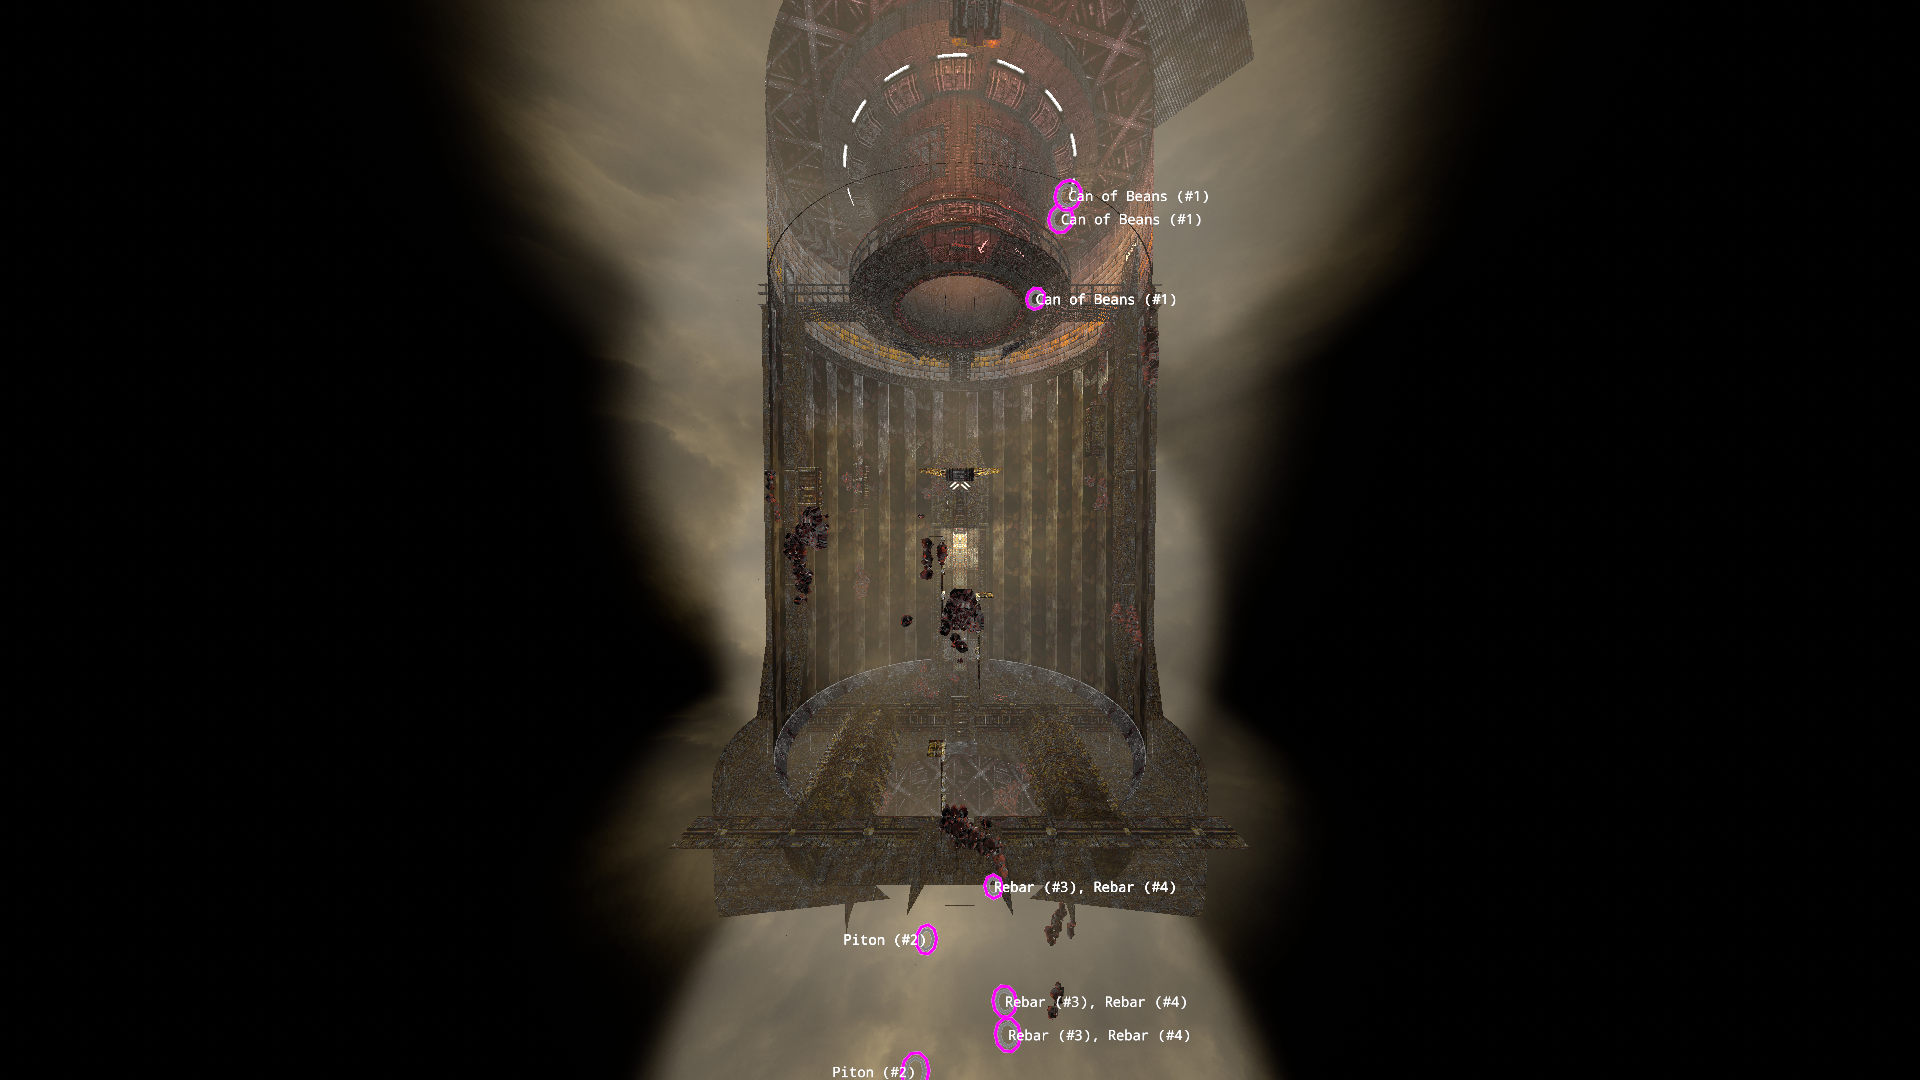 Can of Beans (#1)
Can of Beans (#1)
Can of Beans (#1)
Rebar (#3), Rebar (#4)
Piton (#2)
Rebar (#3), Rebar (#4)
Rebar (#3), Rebar (#4)
Piton (#2)